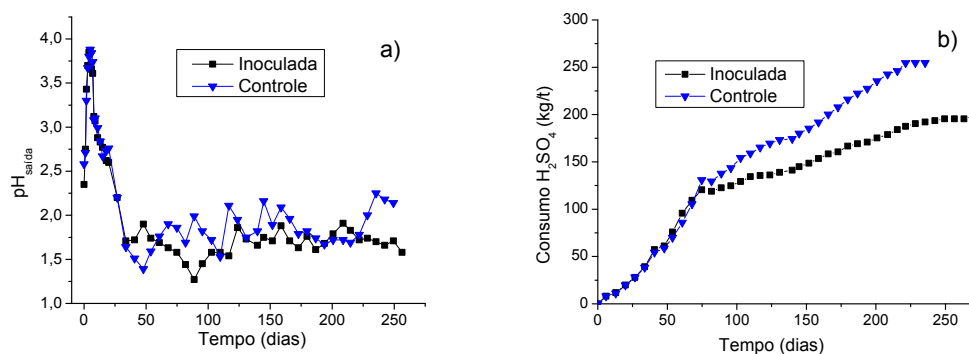 a)
Inoculada
Controle
4,0
3,5
3,0
2,5
2,0
1,5
1,0
pH_saída
0 50 100 150 200 250
Tempo (dias)
b)
Inoculada
Controle
300
250
200
150
100
50
0
Consumo H₂SO₄ (kg/t)
0 50 100 150 200 250
Tempo (dias)